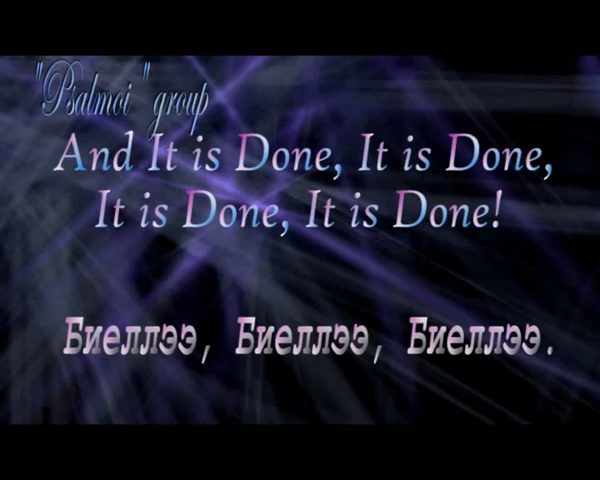 "Psalmoi " group
And It is Done, It is Done,
It is Done, It is Done!
Биеллээ, Биеллээ, Биеллээ.